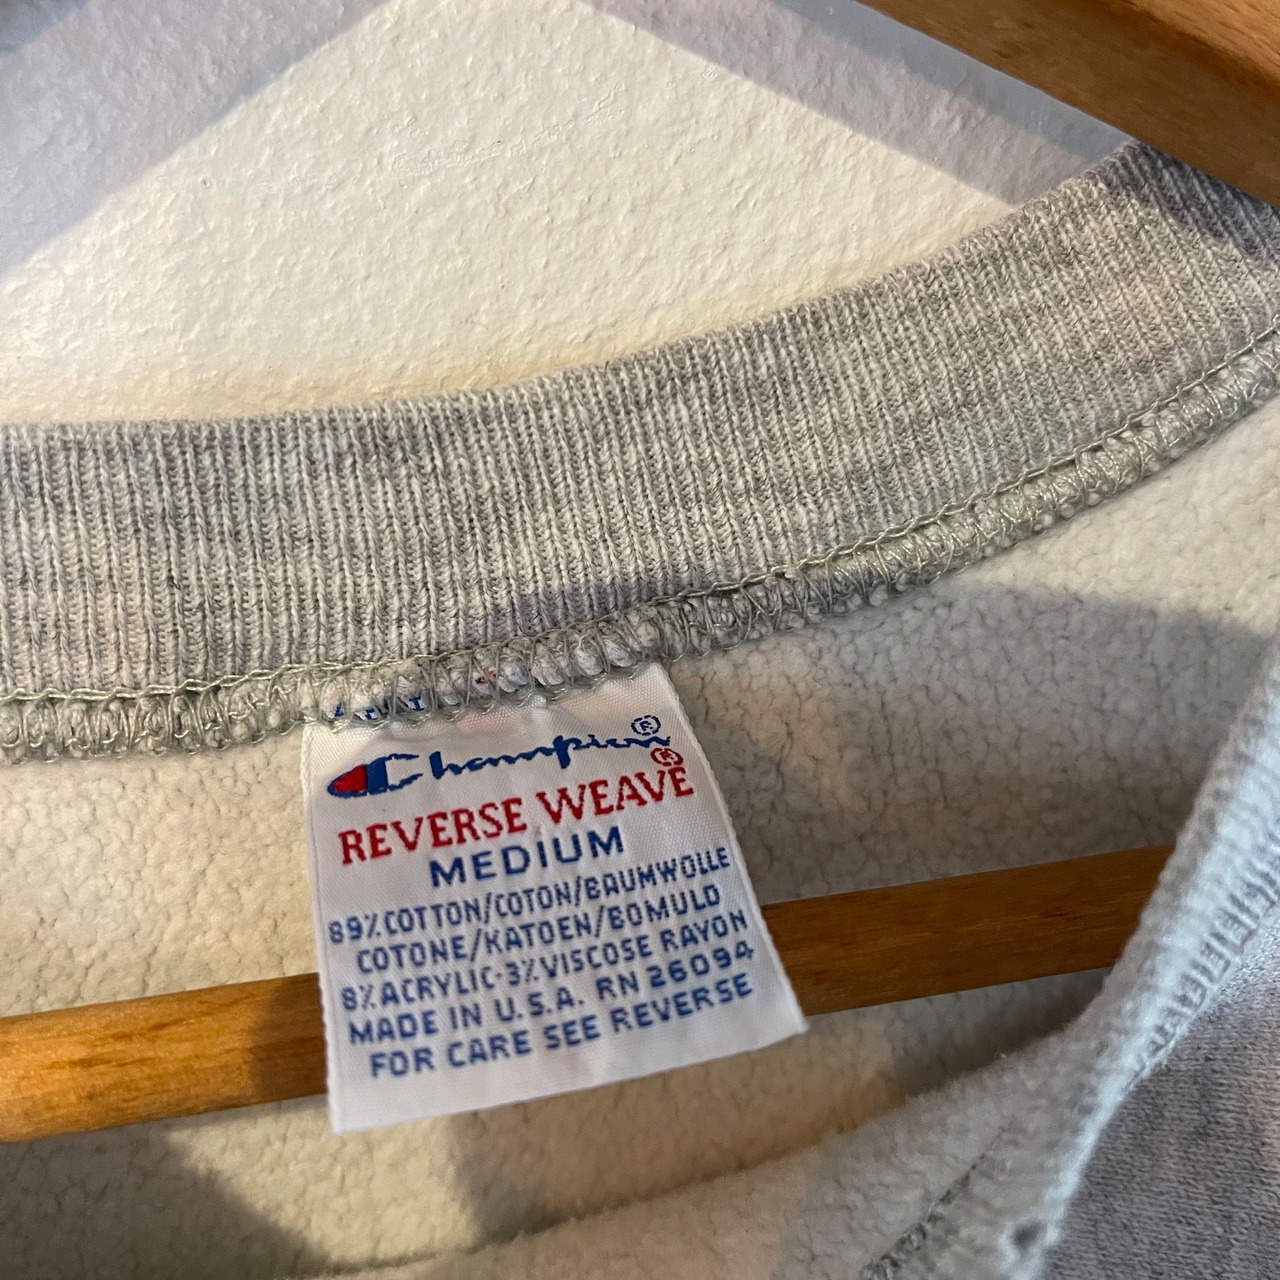 Champion®
REVERSE WEAVE®
MEDIUM
89% COTTON/COTON/BAUMWOLLE
COTONE/KATOEN/BOMULD
8% ACRYLIC-3% VISCOSE RAYON
MADE IN U.S.A. RN 26094
FOR CARE SEE REVERSE